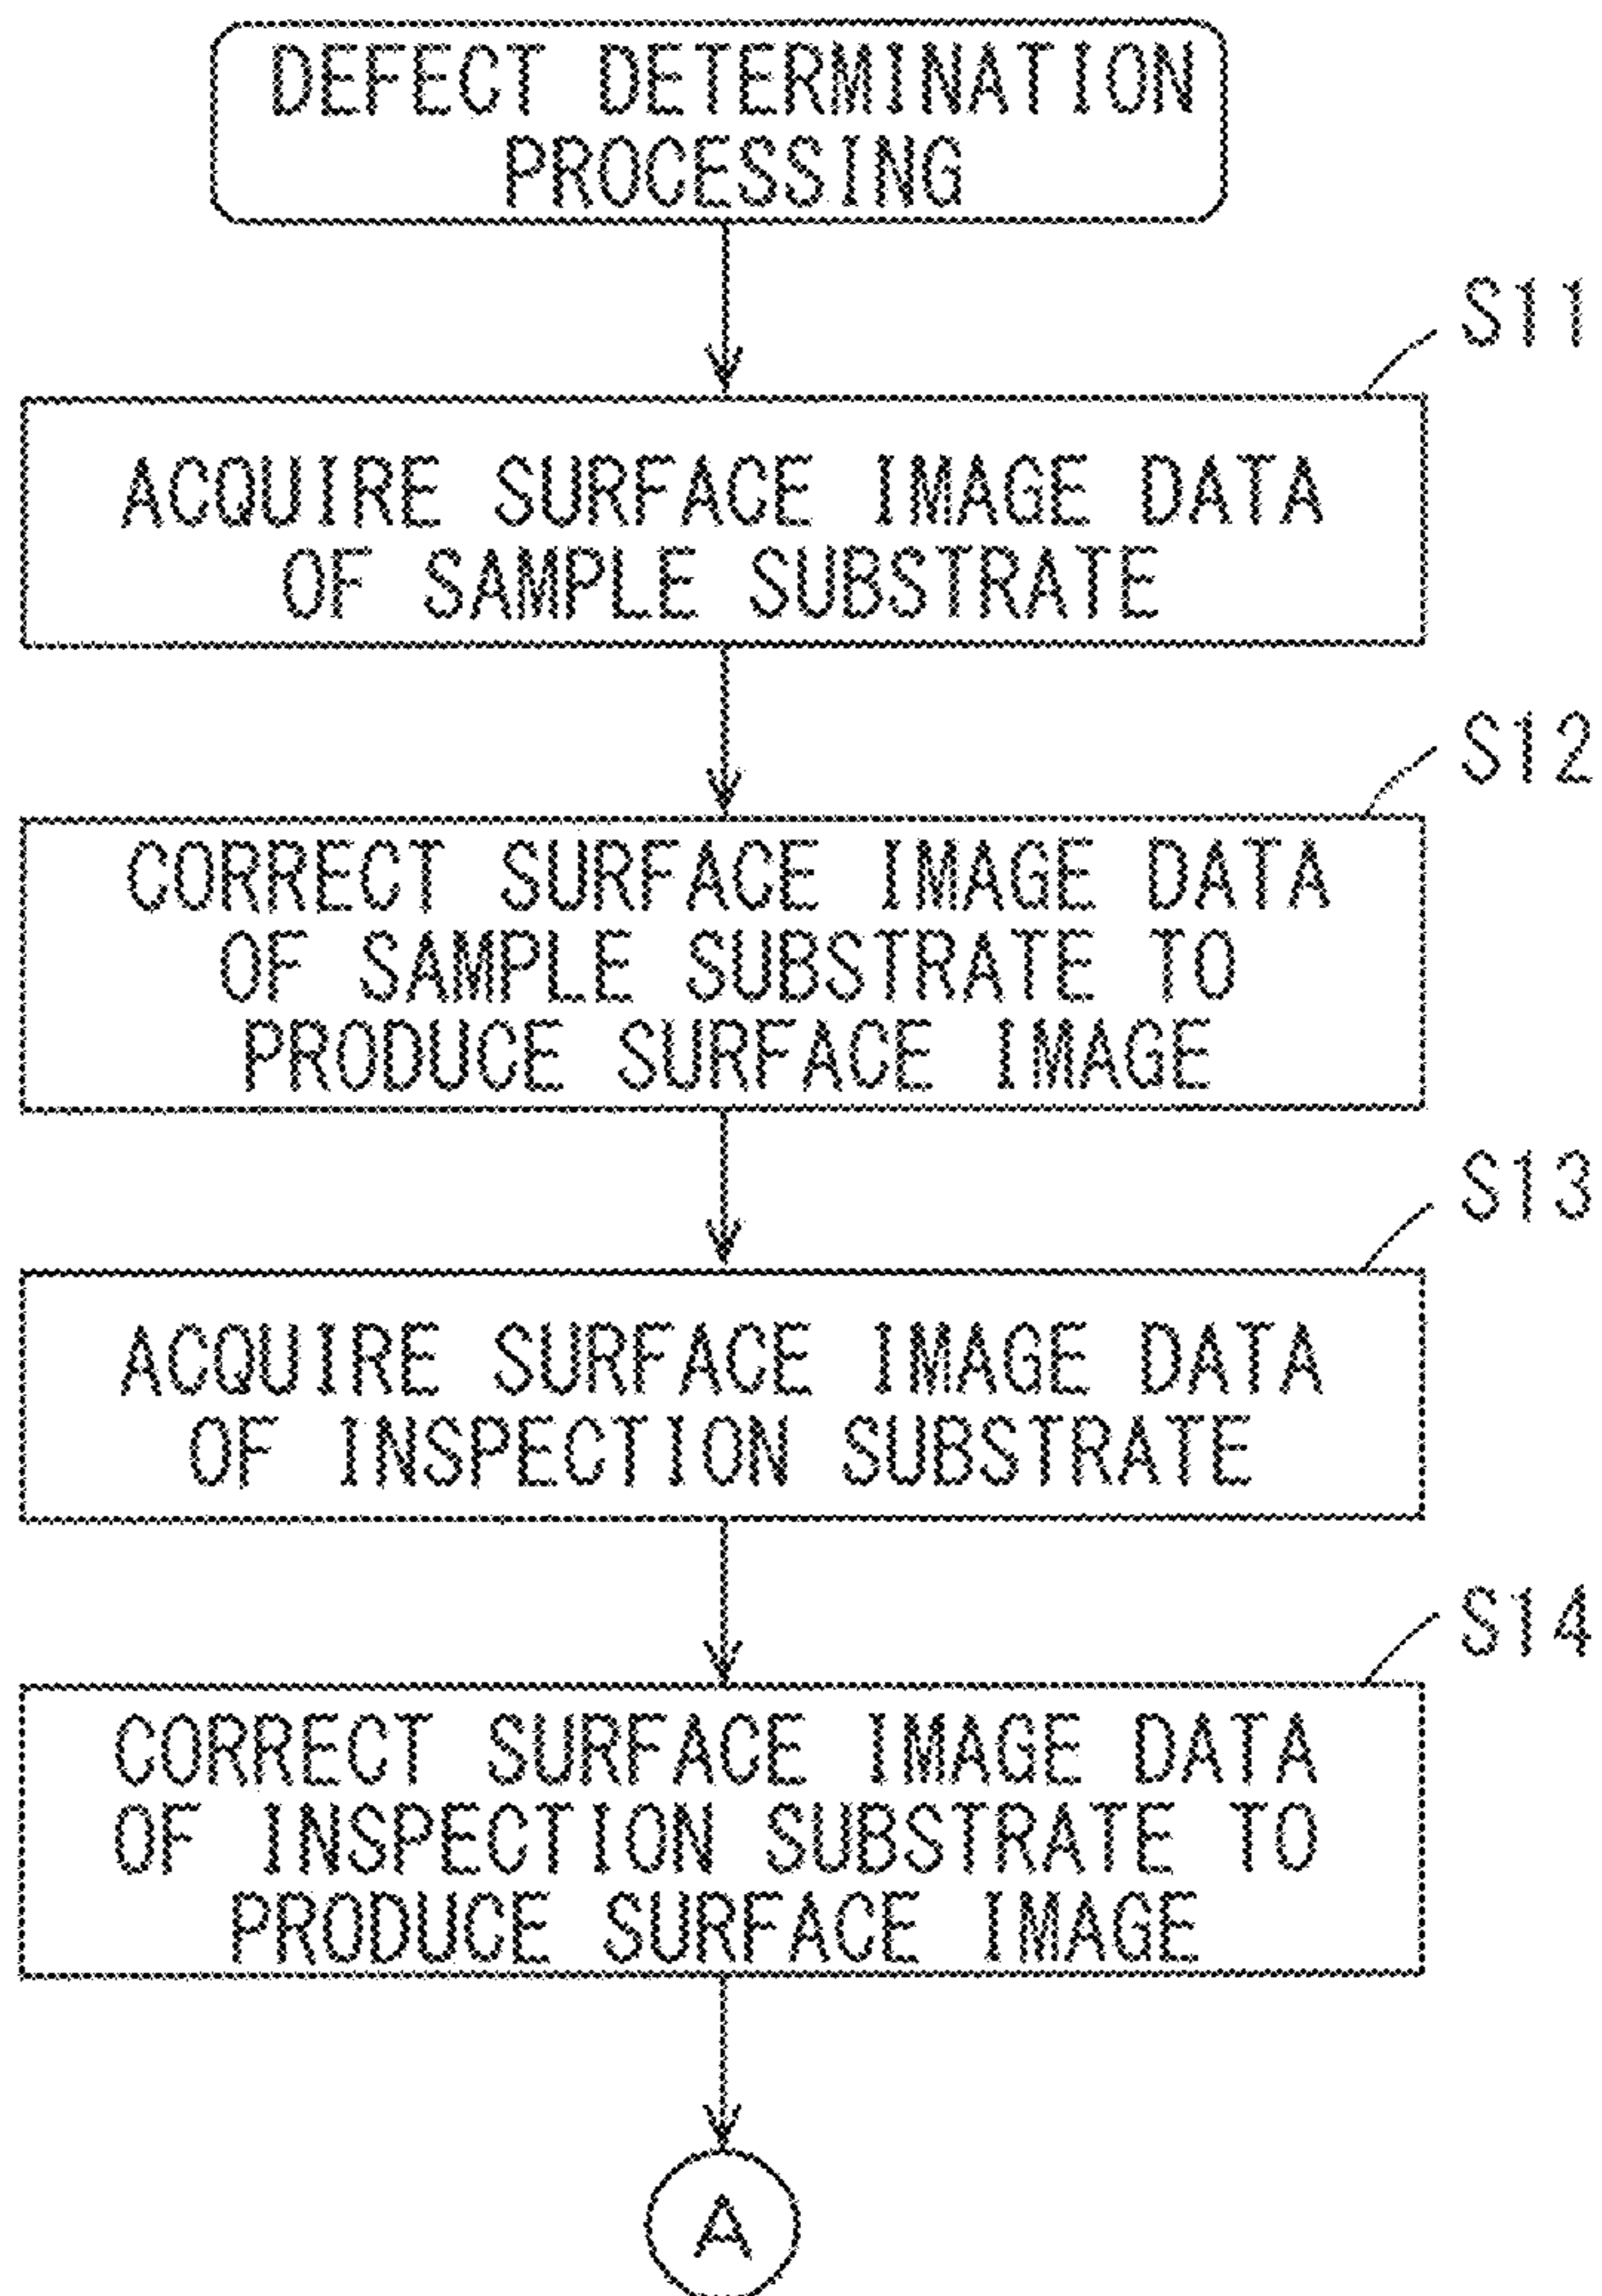 DEFECT DETERMINATION
PROCESSING
S11
ACQUIRE SURFACE IMAGE DATA
OF SAMPLE SUBSTRATE
S12
CORRECT SURFACE IMAGE DATA
OF SAMPLE SUBSTRATE TO
PRODUCE SURFACE IMAGE
S13
ACQUIRE SURFACE IMAGE DATA
OF INSPECTION SUBSTRATE
S14
CORRECT SURFACE IMAGE DATA
OF INSPECTION SUBSTRATE TO
PRODUCE SURFACE IMAGE
A